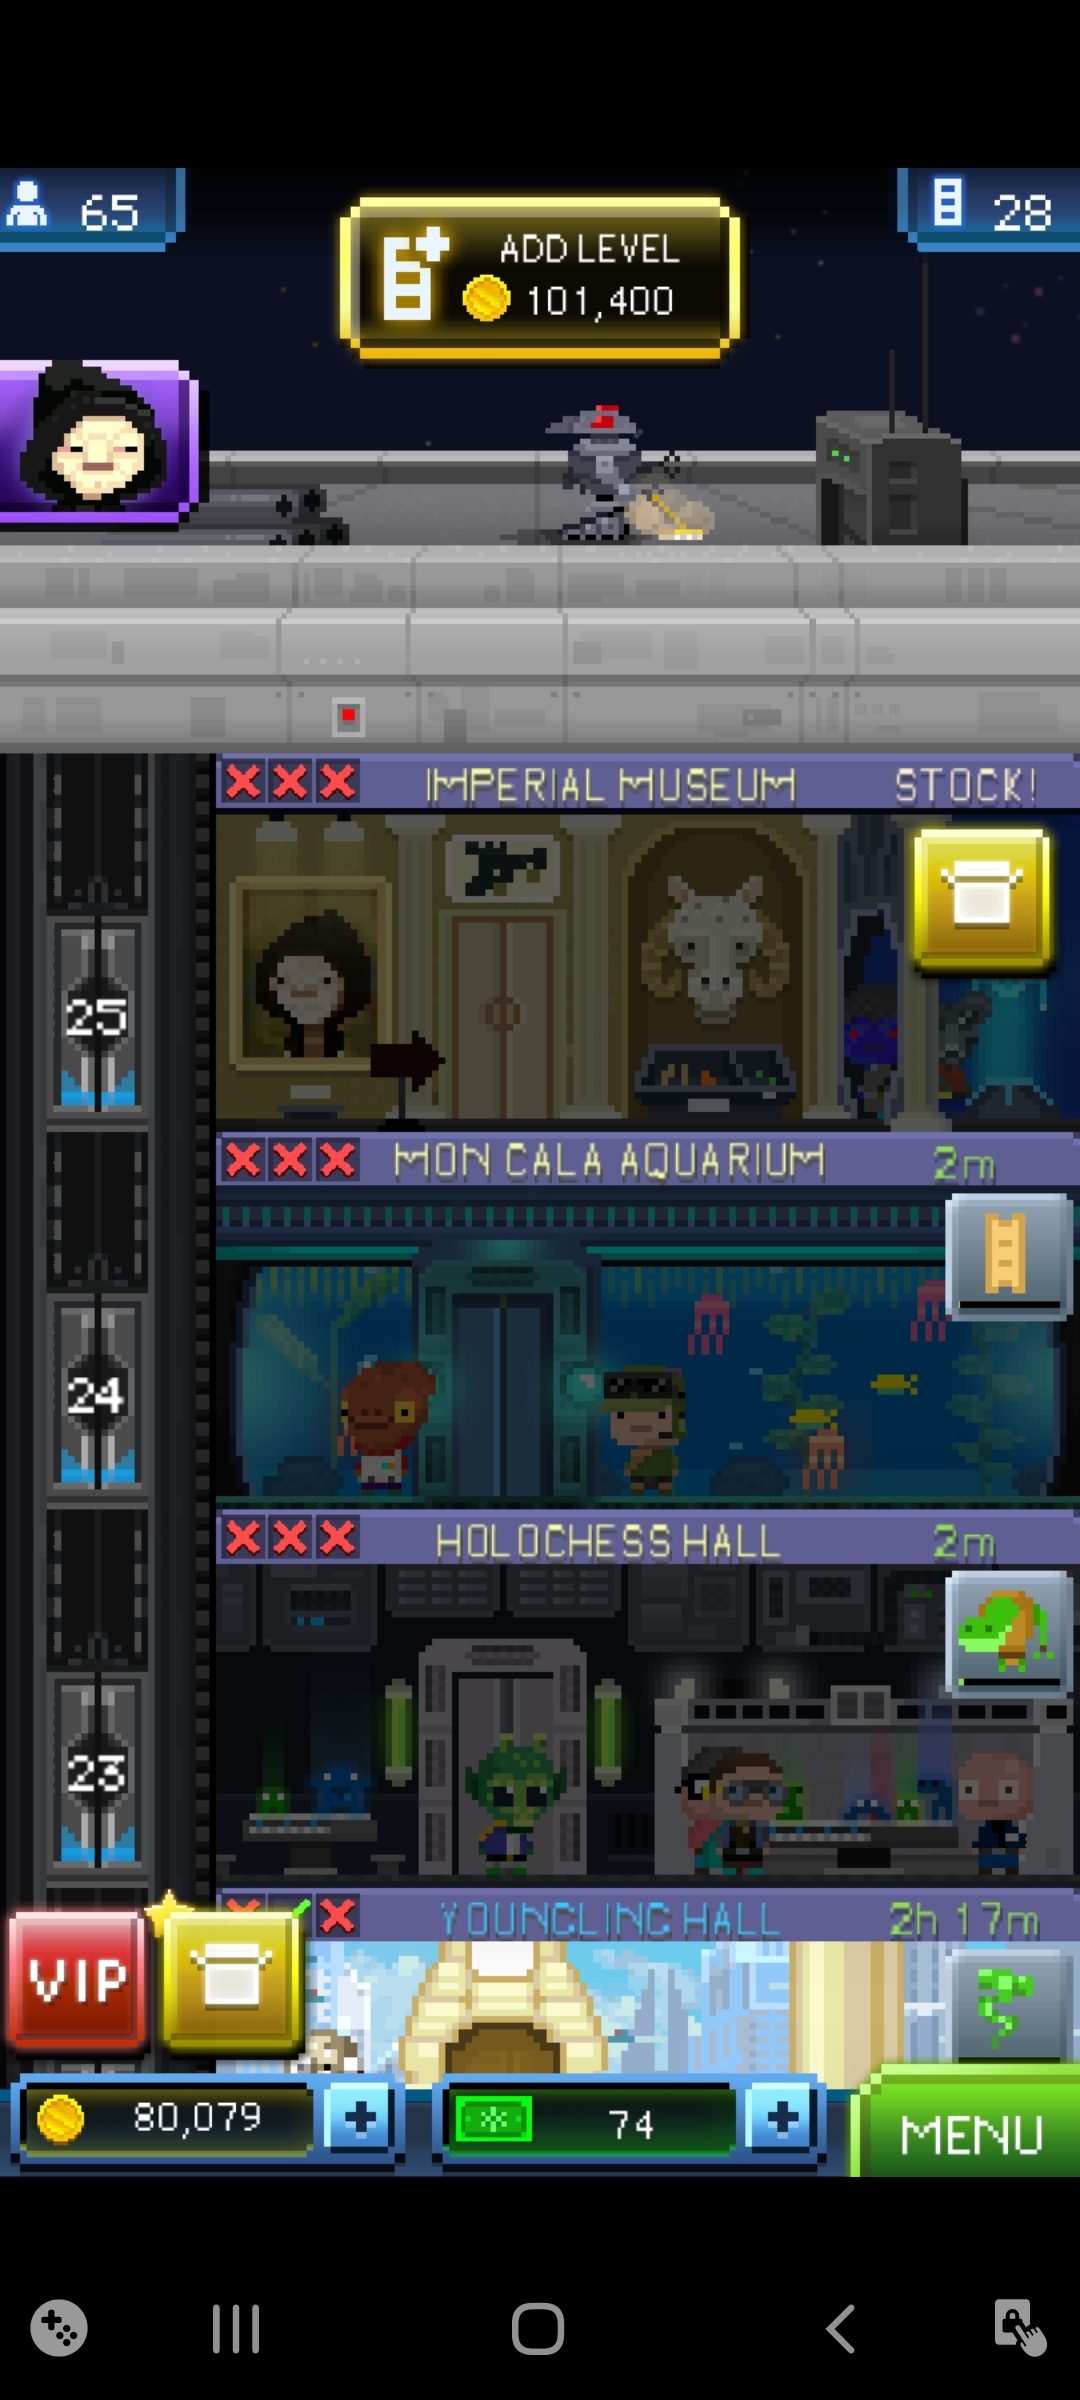 65
ADD LEVEL
101,400
28
IMPERIAL MUSEUM STOCK!
25
MON CALA AQUARIUM 2m
24
HOLOCHESS HALL 2m
23
YOUNGLING HALL 2h 17m
VIP
80,079
74
MENU